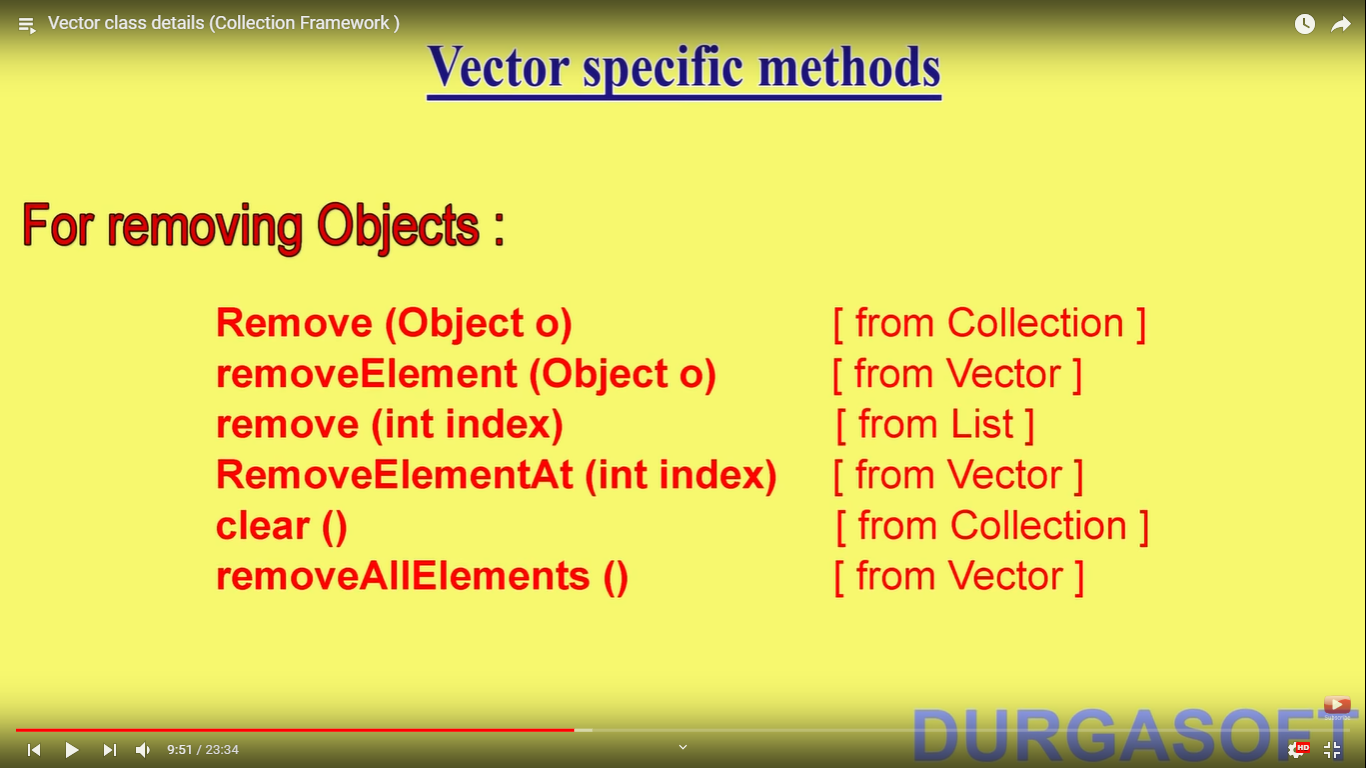 Vector class details (Collection Framework )
Vector specific methods
For removing Objects :
Remove (Object o) [ from Collection ]
removeElement (Object o) [ from Vector ]
remove (int index) [ from List ]
RemoveElementAt (int index) [ from Vector ]
clear () [ from Collection ]
removeAllElements () [ from Vector ]
Subscribe
DURGASOFT
9:51 / 23:34
HD